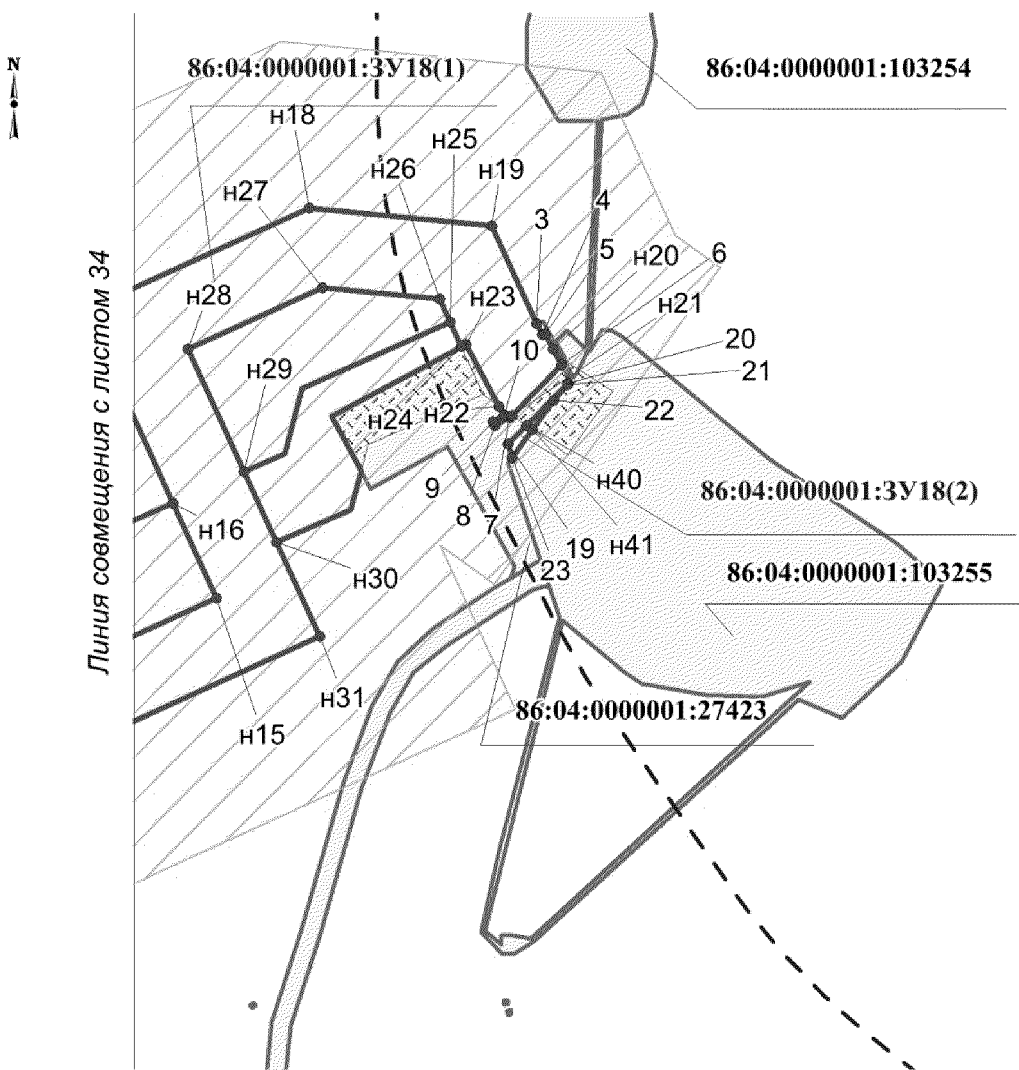 N
86:04:0000001:ЗУ18(1)
86:04:0000001:103254
н18
н25
н26
н19
н27
4
3
5
н20
6
н23
н28
н21
20
10
21
н29
22
н24
н22
н40
9
86:04:0000001:ЗУ18(2)
8
7
н16
19
н41
н30
23
86:04:0000001:103255
н31
86:04:0000001:27423
н15
Линия совмещения с листом 34